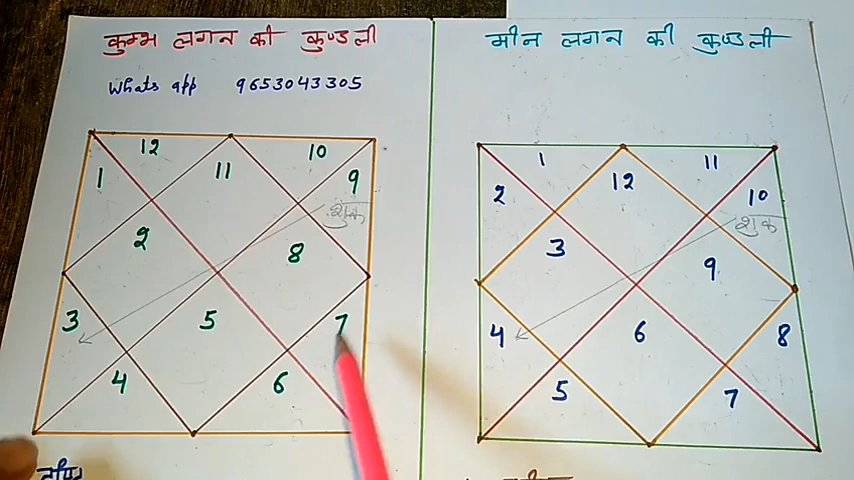 कुम्भ लगन की कुण्डली
Whats app 9653043305
12 10
1 11 9
शुक्र
2 8
3 5 7
4 6
मीन लगन की कुण्डली
1 11
2 12 10
शुक्र
3 9
4 6 8
5 7